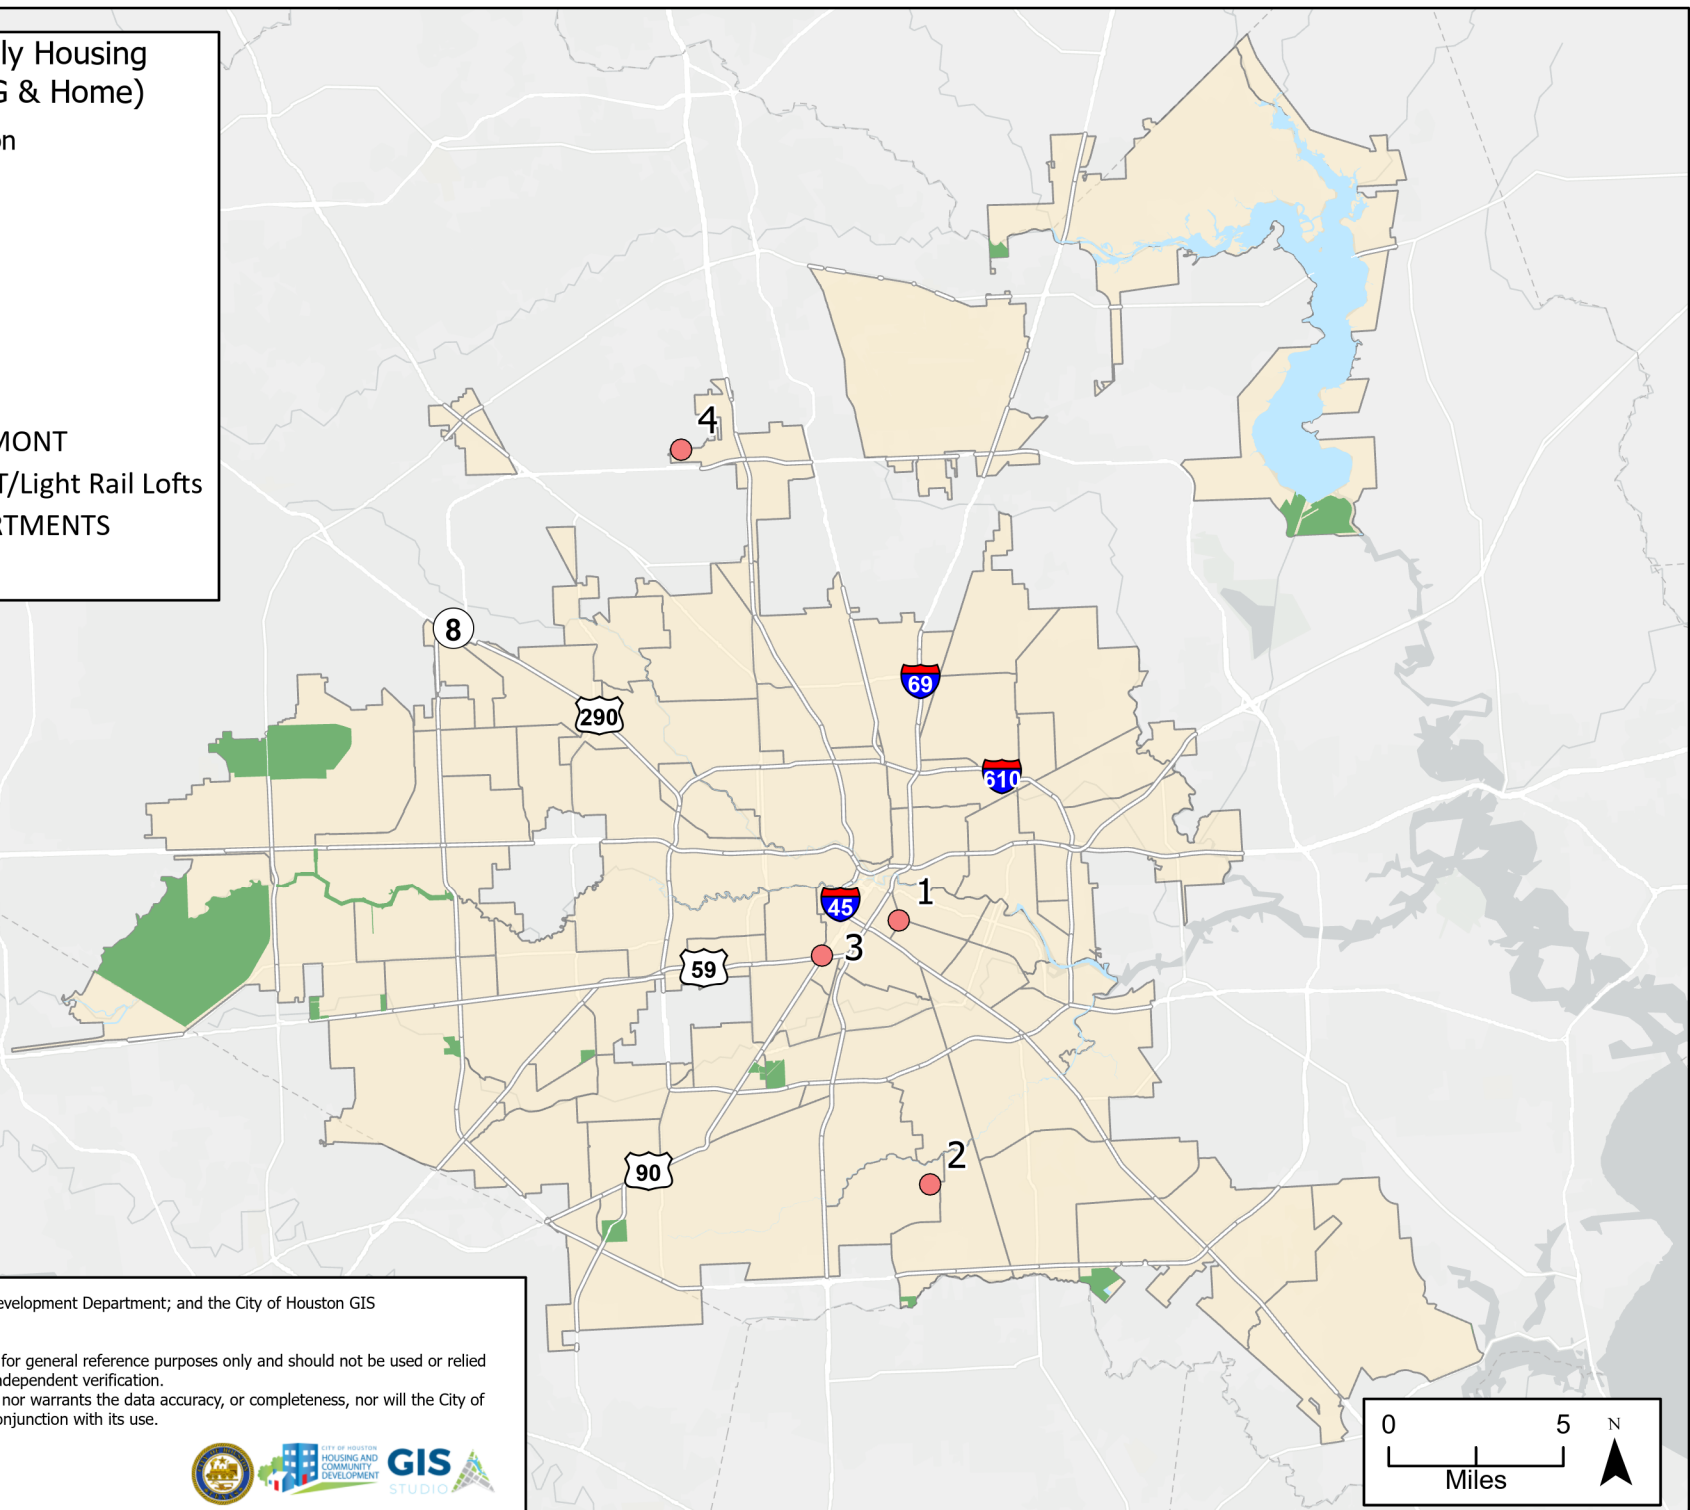 ly Housing
G & Home)
on
MONT
T/Light Rail Lofts
RTMENTS
4
8
69
290
610
1
45
3
59
2
90
evelopment Department; and the City of Houston GIS
for general reference purposes only and should not be used or relied
ndependent verification.
nor warrants the data accuracy, or completeness, nor will the City of
onjunction with its use.
CITY OF HOUSTON
HOUSING AND
COMMUNITY
DEVELOPMENT
GIS
STUDIO
0 5
N
Miles